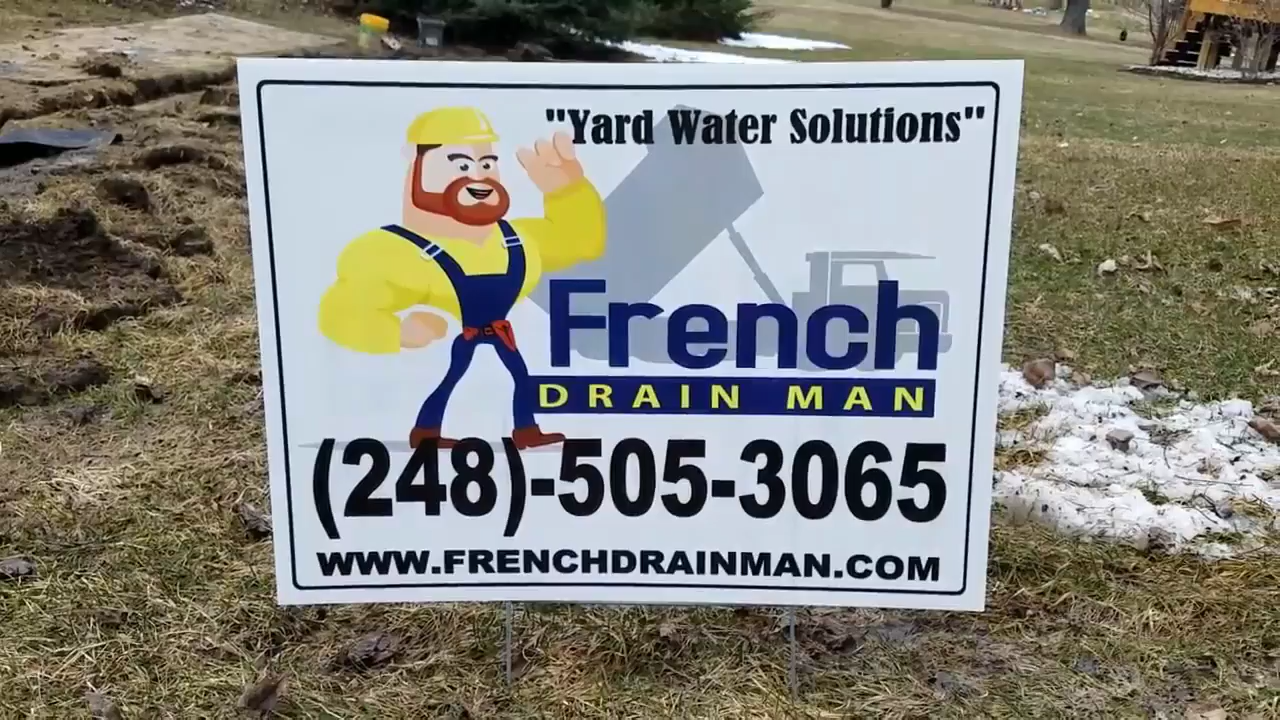 "Yard Water Solutions"
French
DRAIN MAN
(248)-505-3065
WWW.FRENCHDRAINMAN.COM